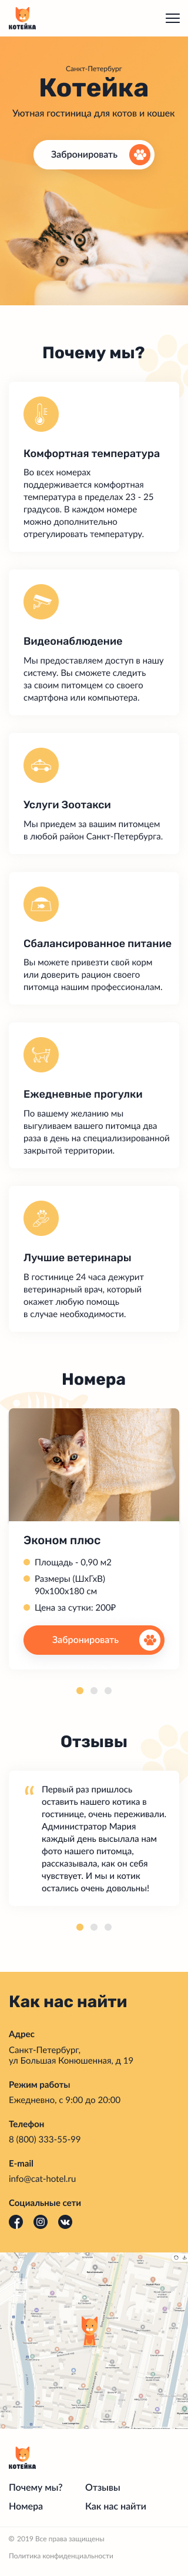 КОТЕЙКА
Санкт-Петербург
Котейка
Уютная гостиница для котов и кошек
Забронировать
Почему мы?
Комфортная температура
Во всех номерах
поддерживается комфортная
температура в пределах 23 - 25
градусов. В каждом номере
можно дополнительно
отрегулировать температуру.
Видеонаблюдение
Мы предоставляем доступ в нашу
систему. Вы сможете следить
за своим питомцем со своего
смартфона или компьютера.
Услуги Зоотакси
Мы приедем за вашим питомцем
в любой район Санкт-Петербурга.
Сбалансированное питание
Вы можете привезти свой корм
или доверить рацион своего
питомца нашим профессионалам.
Ежедневные прогулки
По вашему желанию мы
выгуливаем вашего питомца два
раза в день на специализированной
закрытой территории.
Лучшие ветеринары
В гостинице 24 часа дежурит
ветеринарный врач, который
окажет любую помощь
в случае необходимости.
Номера
Эконом плюс
Площадь - 0,90 м2
Размеры (ШхГхВ)
90х100х180 см
Цена за сутки: 200₽
Забронировать
Отзывы
“ Первый раз пришлось
оставить нашего котика в
гостинице, очень переживали.
Администратор Мария
каждый день высылала нам
фото нашего питомца,
рассказывала, как он себя
чувствует. И мы и котик
остались очень довольны!
Как нас найти
Адрес
Санкт-Петербург,
ул Большая Конюшенная, д 19
Режим работы
Ежедневно, с 9:00 до 20:00
Телефон
8 (800) 333-55-99
E-mail
info@cat-hotel.ru
Социальные сети
КОТЕЙКА
Почему мы? Отзывы
Номера Как нас найти
© 2019 Все права защищены
Политика конфиденциальности